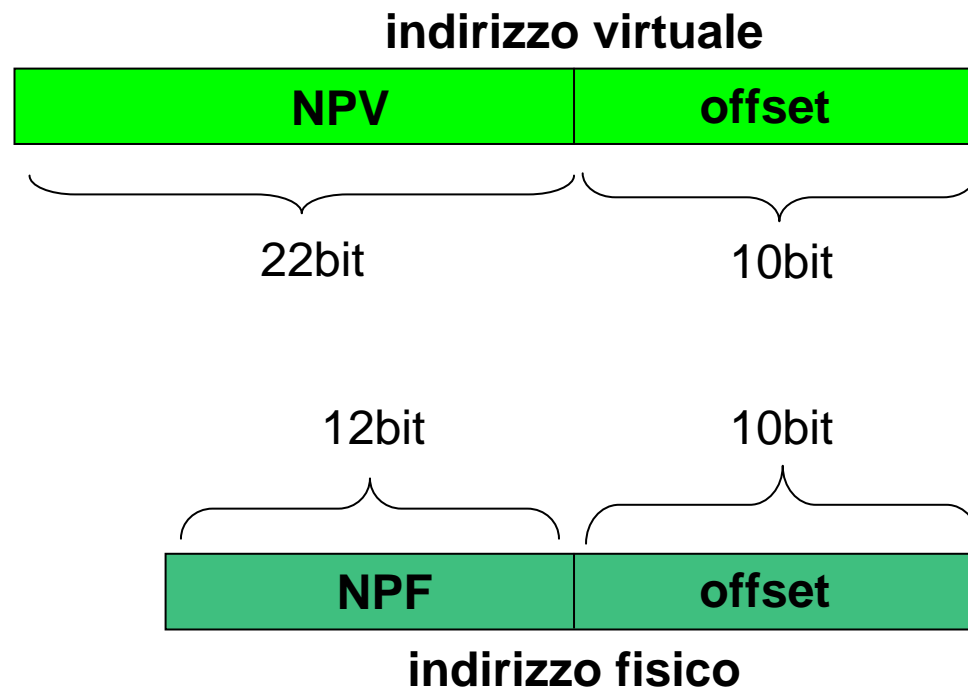 indirizzo virtuale
NPV offset
22bit 10bit
12bit 10bit
NPF offset
indirizzo fisico